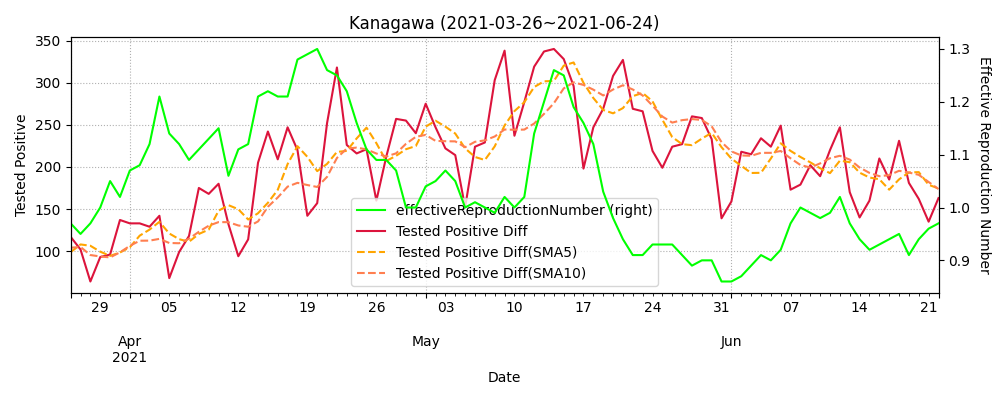 Kanagawa (2021-03-26~2021-06-24)
350
300
250
200
150
100
Tested Positive
1.3
1.2
1.1
1.0
0.9
Effective Reproduction Number
effectiveReproductionNumber (right)
Tested Positive Diff
Tested Positive Diff(SMA5)
Tested Positive Diff(SMA10)
29 05 12 19 26 03 10 17 24 31 07 14 21
Apr May Jun
2021
Date